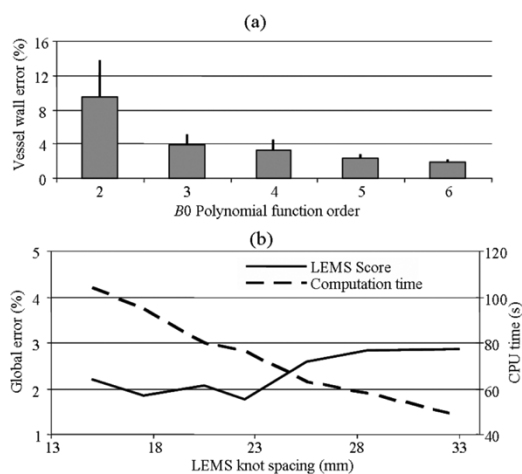 (a)
Vessel wall error (%)
16
12
8
4
0
2 3 4 5 6
B0 Polynomial function order
(b)
Global error (%)
5
4
3
2
1
LEMS Score
Computation time
120
100
80
60
40
CPU time (s)
13 18 23 28 33
LEMS knot spacing (mm)